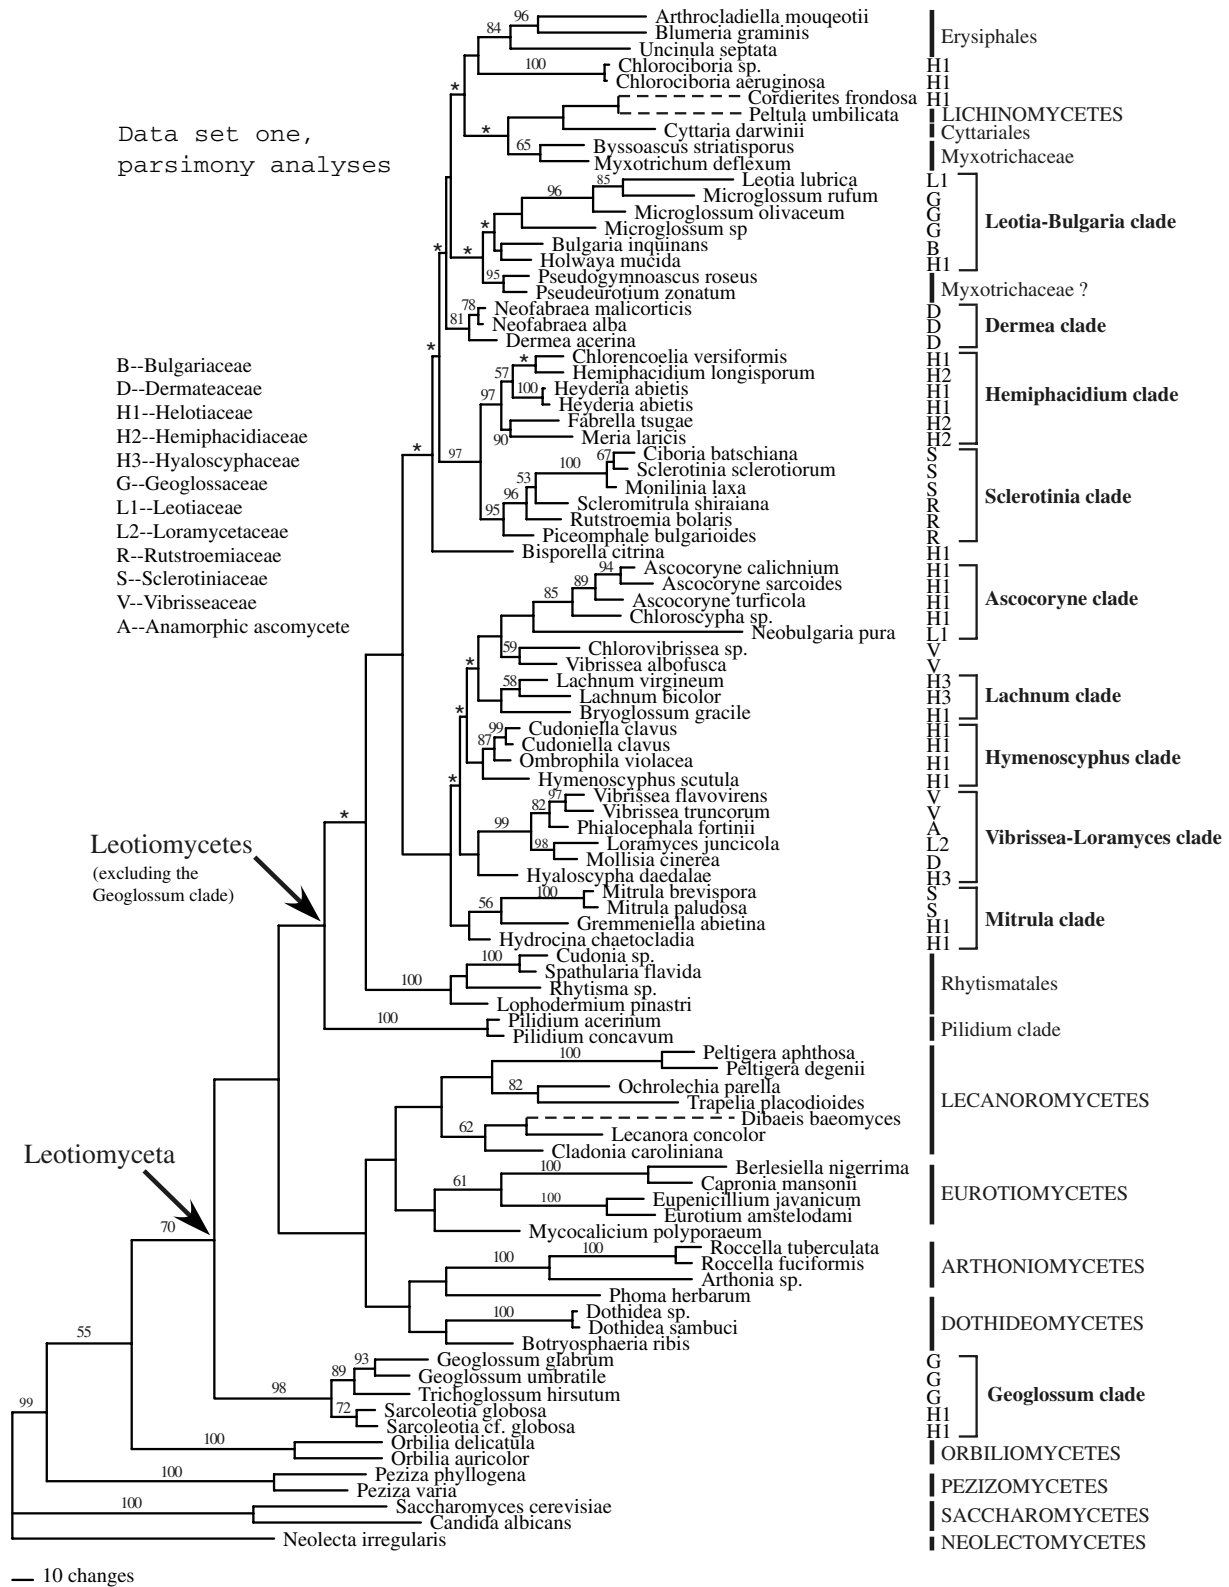 Data set one,
parsimony analyses
B--Bulgariaceae
D--Dermateaceae
H1--Helotiaceae
H2--Hemiphacidiaceae
H3--Hyaloscyphaceae
G--Geoglossaceae
L1--Leotiaceae
L2--Loramycetaceae
R--Rutstroemiaceae
S--Sclerotiniaceae
V--Vibrisseaceae
A--Anamorphic ascomycete
Leotiomycetes
(excluding the
Geoglossum clade)
Leotiomyceta
96 Arthrocladiella mouqeotii
84 Blumeria graminis
Uncinula septata
Erysiphales
100 Chlorociboria sp. H1
Chlorociboria aeruginosa H1
* Cordierites frondosa H1
Peltula umbilicata LICHINOMYCETES
* Cyttaria darwinii Cyttariales
65 Byssoascus striatisporus
Myxotrichum deflexum
Myxotrichaceae
85 Leotia lubrica L1
96 Microglossum rufum G
Microglossum olivaceum G
* Microglossum sp G
Leotia-Bulgaria clade
* * Bulgaria inquinans B
Holwaya mucida H1
95 Pseudogymnoascus roseus
Pseudeurotium zonatum
Myxotrichaceae ?
78 Neofabraea malicorticis D
81 Neofabraea alba D
Dermea acerina D
Dermea clade
* * Chlorencoelia versiformis H1
57 Hemiphacidium longisporum H2
97 100 Heyderia abietis H1
Heyderia abietis H1
Fabrella tsugae H2
90 Meria laricis H2
Hemiphacidium clade
* 97 67 Ciboria batschiana S
100 Sclerotinia sclerotiorum S
53 Monilinia laxa S
96 Scleromitrula shiraiana R
95 Rutstroemia bolaris R
Piceomphale bulgarioides R
Sclerotinia clade
Bisporella citrina H1
94 Ascocoryne calichnium H1
89 Ascocoryne sarcoides H1
85 Ascocoryne turficola H1
Chloroscypha sp. H1
Neobulgaria pura L1
Ascocoryne clade
59 Chlorovibrissea sp. V
* Vibrissea albofusca V
58 Lachnum virgineum H3
Lachnum bicolor H3
* Bryoglossum gracile H1
Lachnum clade
99 Cudoniella clavus H1
87 Cudoniella clavus H1
Ombrophila violacea H1
* Hymenoscyphus scutula H1
Hymenoscyphus clade
97 Vibrissea flavovirens V
82 Vibrissea truncorum V
99 Phialocephala fortinii A
98 Loramyces juncicola L2
Mollisia cinerea D
Hyaloscypha daedalae H3
Vibrissea-Loramyces clade
100 Mitrula brevispora S
56 Mitrula paludosa S
Gremmeniella abietina H1
Hydrocina chaetocladia H1
Mitrula clade
*
100 Cudonia sp.
Spathularia flavida
100 Rhytisma sp.
Lophodermium pinastri
Rhytismatales
100 Pilidium acerinum
Pilidium concavum
Pilidium clade
100 Peltigera aphthosa
Peltigera degenii
82 Ochrolechia parella
Trapelia placodioides
Dibaeis baeomyces
62 Lecanora concolor
Cladonia caroliniana
LECANOROMYCETES
100 Berlesiella nigerrima
61 Capronia mansonii
100 Eupenicillium javanicum
Eurotium amstelodami
Mycocalicium polyporaeum
EUROTIOMYCETES
100 Roccella tuberculata
100 Roccella fuciformis
Arthonia sp.
ARTHONIOMYCETES
Phoma herbarum
100 Dothidea sp.
Dothidea sambuci
Botryosphaeria ribis
DOTHIDEOMYCETES
70
55
99
93 Geoglossum glabrum G
89 Geoglossum umbratile G
98 Trichoglossum hirsutum G
72 Sarcoleotia globosa H1
Sarcoleotia cf. globosa H1
Geoglossum clade
100 Orbilia delicatula
Orbilia auricolor
ORBILIOMYCETES
100 Peziza phyllogena
Peziza varia
PEZIZOMYCETES
100 Saccharomyces cerevisiae
Candida albicans
SACCHAROMYCETES
Neolecta irregularis
NEOLECTOMYCETES
10 changes